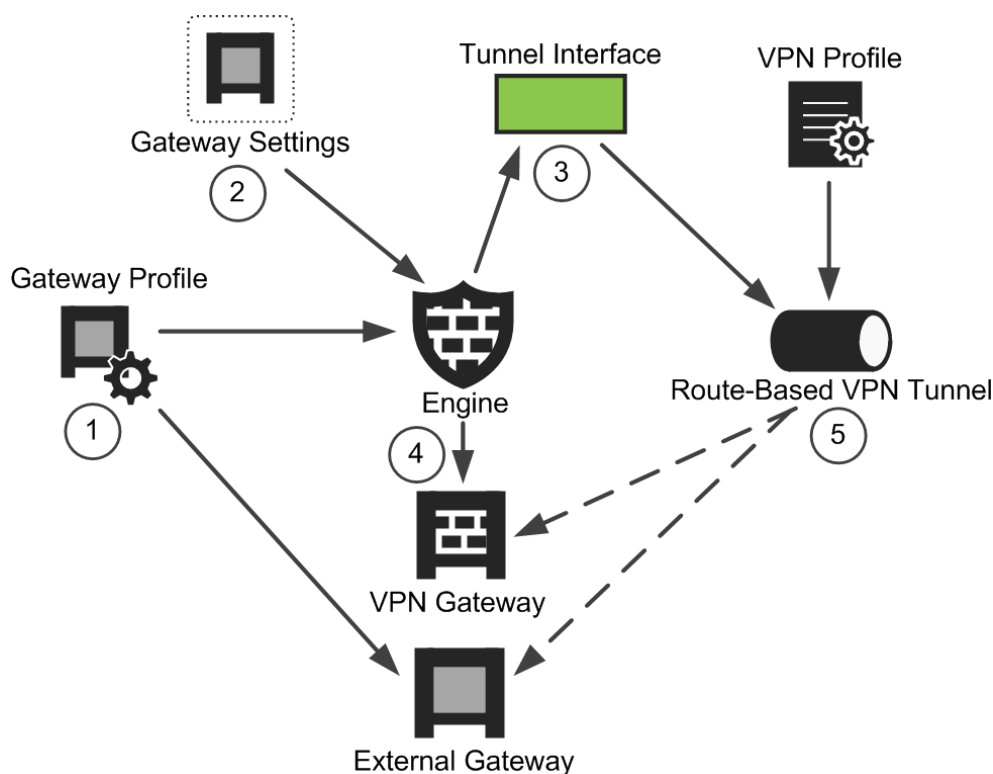 Tunnel Interface
VPN Profile
Gateway Settings
2
3
Gateway Profile
1
Engine
Route-Based VPN Tunnel
4
5
VPN Gateway
External Gateway